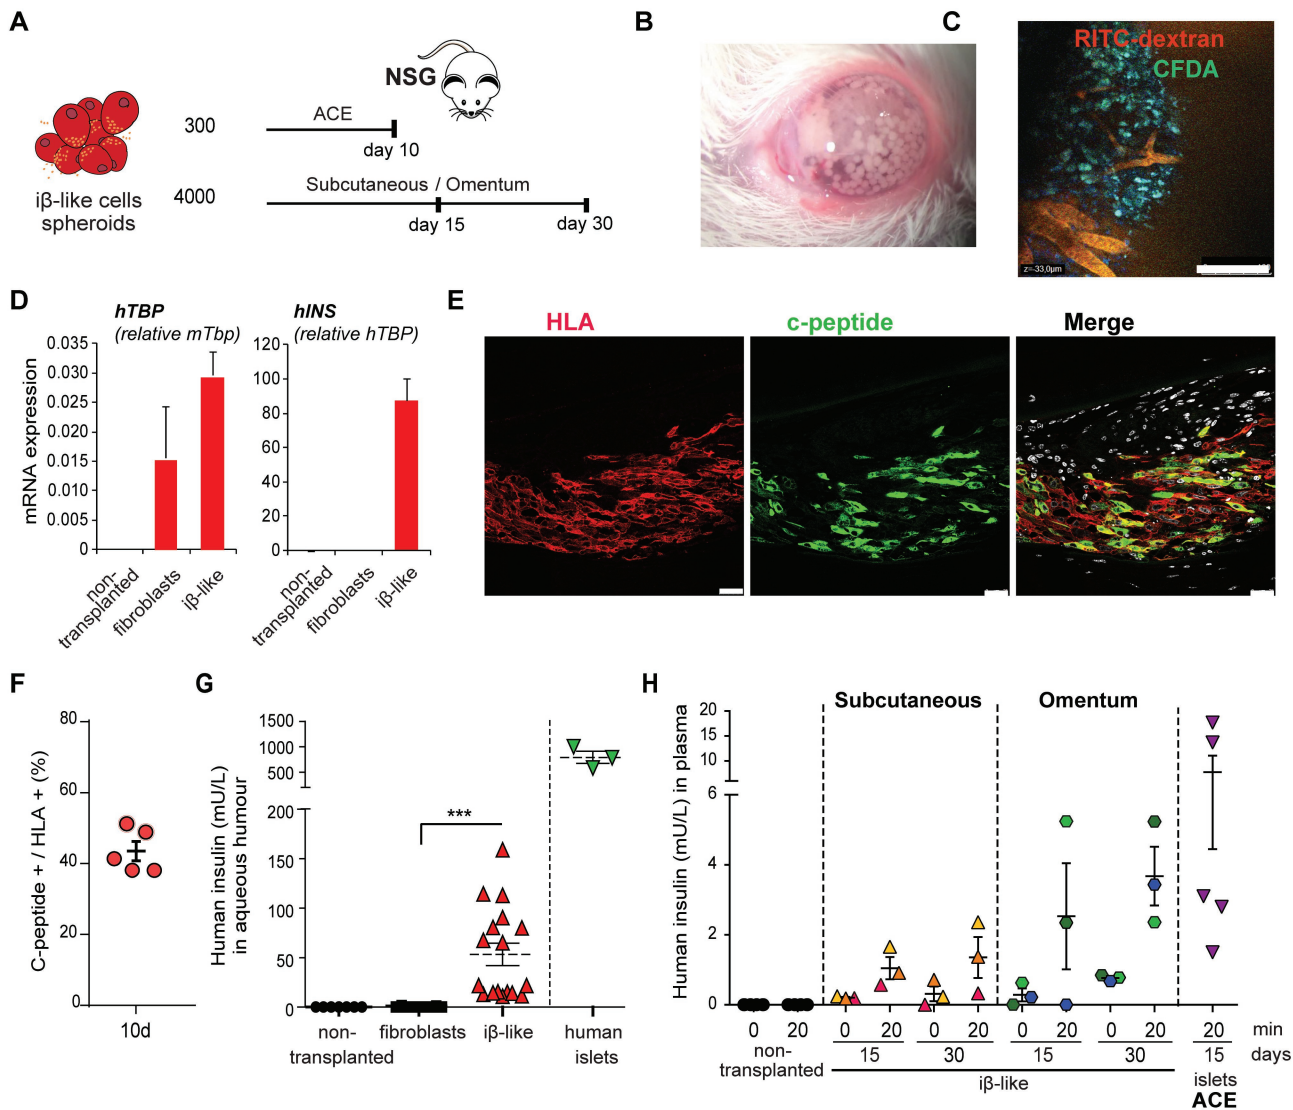 A
NSG
300
ACE
day 10
4000
Subcutaneous / Omentum
day 15
day 30
iβ-like cells
spheroids
B
C
RITC-dextran
CFDA
z=-33,0µm
D
hTBP
(relative mTbp)
hINS
(relative hTBP)
mRNA expression
0.035
0.030
0.025
0.020
0.015
0.010
0.005
0
non-
transplanted
fibroblasts
iβ-like
120
100
80
60
40
20
0
non-
transplanted
fibroblasts
iβ-like
E
HLA
c-peptide
Merge
F
C-peptide + / HLA + (%)
80
60
40
20
0
10d
G
Human insulin (mU/L)
in aqueous humour
1500
1000
500
200
150
100
50
0
***
non-
transplanted
fibroblasts
iβ-like
human
islets
H
Subcutaneous
Omentum
Human insulin (mU/L) in plasma
20
15
10
5
6
4
2
0
0 20 0 20 0 20 0 20 0 20 20 min
non-
transplanted
15 30 15 30 15 days
iβ-like
islets
ACE